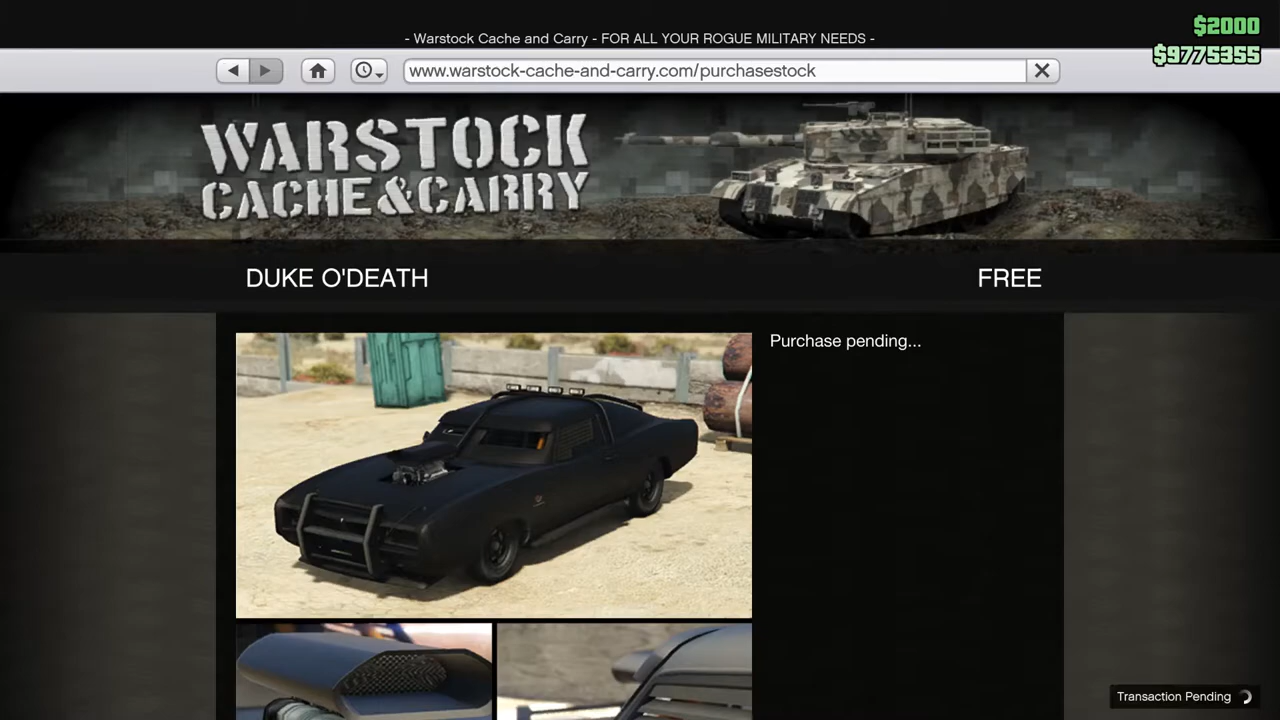 - Warstock Cache and Carry - FOR ALL YOUR ROGUE MILITARY NEEDS -
$2000
$9775355
www.warstock-cache-and-carry.com/purchasestock
WARSTOCK
CACHE&CARRY
DUKE O'DEATH
FREE
Purchase pending...
Transaction Pending